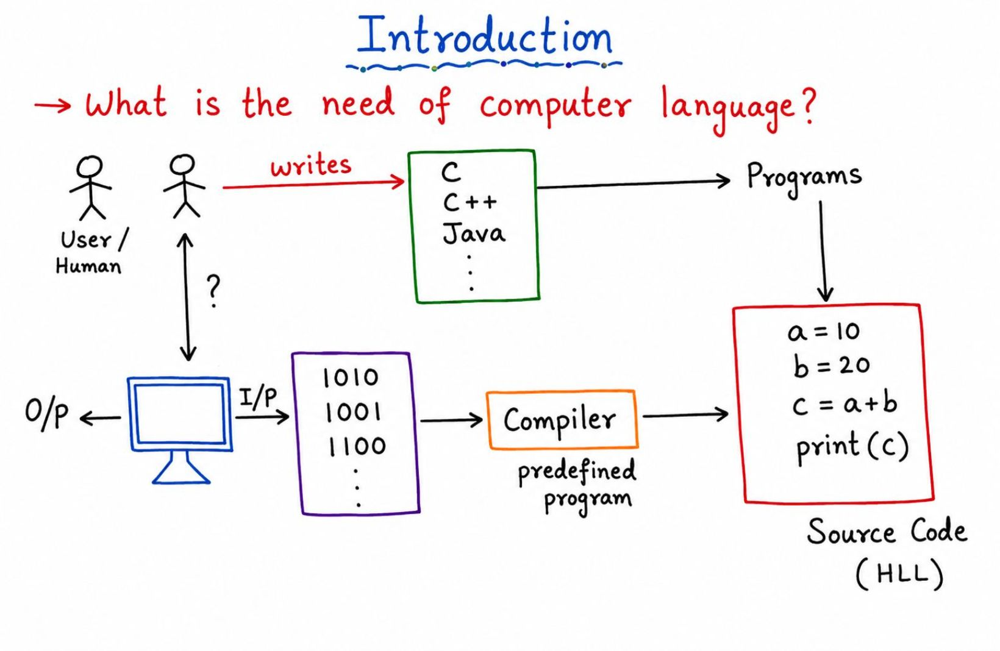 Introduction
→ What is the need of computer language?
User /
Human
writes
C
C++
Java
.
.
.
Programs
?
O/P
I/P
1010
1001
1100
.
.
.
Compiler
predefined
program
a = 10
b = 20
c = a+b
print (c)
Source Code
(HLL)